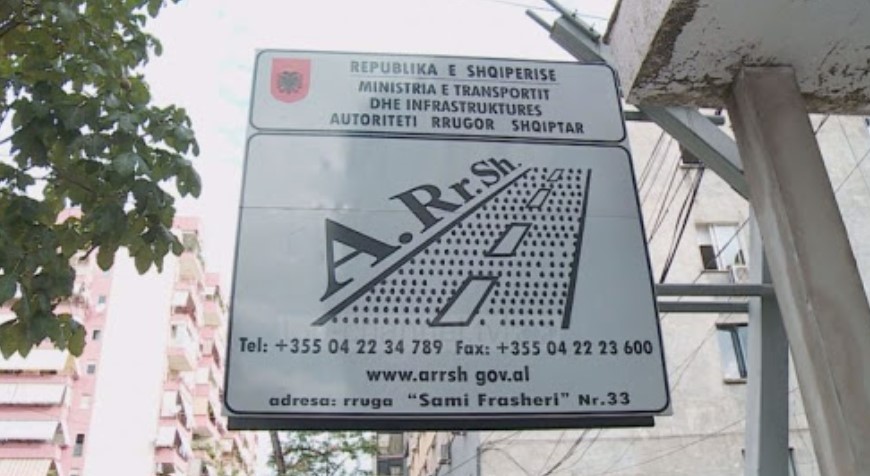 REPUBLIKA E SHQIPERISE
MINISTRIA E TRANSPORTIT
DHE INFRASTRUKTURES
AUTORITETI RRUGOR SHQIPTAR
A.Rr.Sh.
Tel: +355 04 22 34 789 Fax: +355 04 22 23 600
www.arrsh gov.al
adresa: rruga "Sami Frasheri" Nr.33